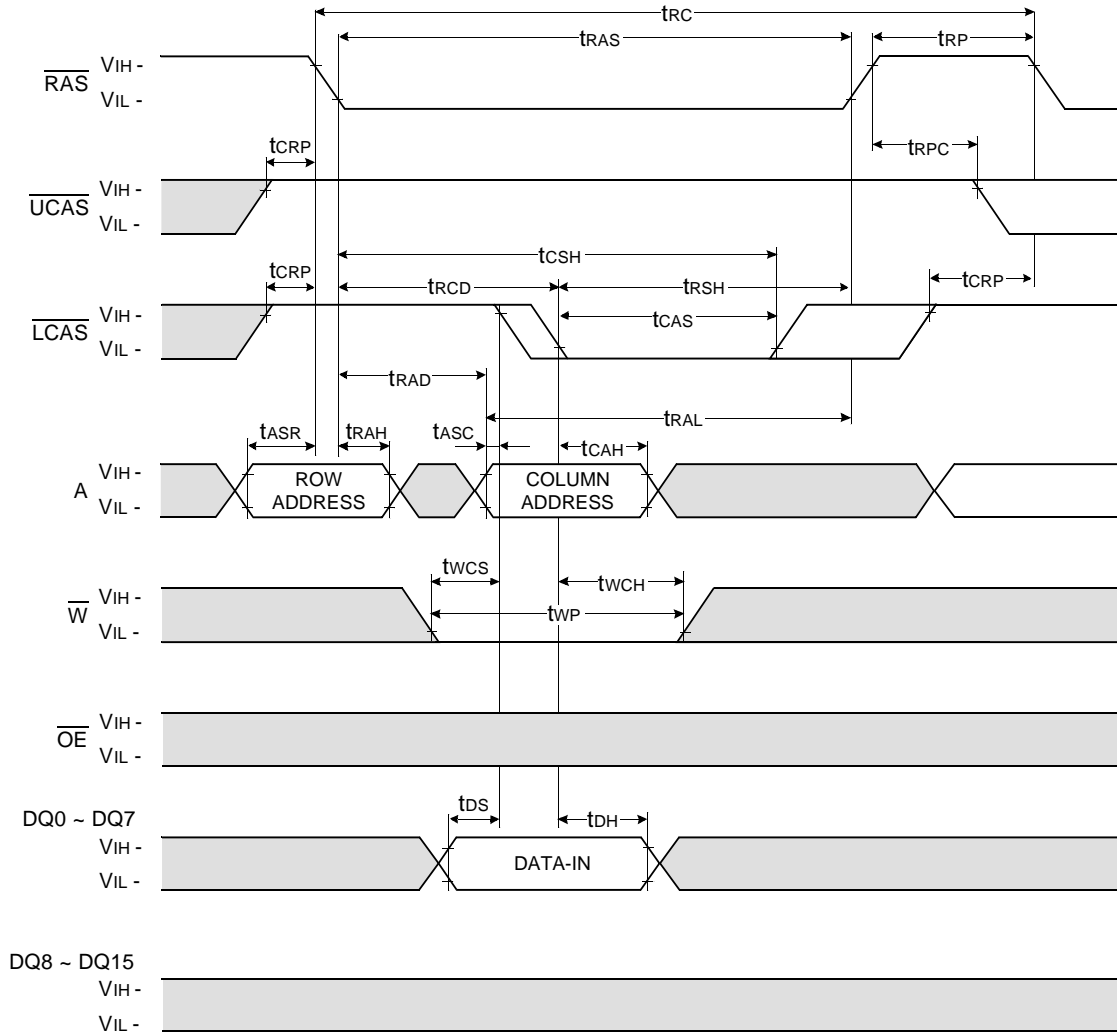 tRC
tRAS
tRP
RAS
VIH -
VIL -
tCRP
tRPC
UCAS
VIH -
VIL -
tCSH
tCRP
tRCD
tRSH
tCRP
LCAS
VIH -
VIL -
tCAS
tRAD
tRAL
tASR
tRAH
tASC
tCAH
A
VIH -
VIL -
ROW
ADDRESS
COLUMN
ADDRESS
tWCS
tWCH
W
VIH -
VIL -
tWP
OE
VIH -
VIL -
tDS
tDH
DQ0 ~ DQ7
VIH -
VIL -
DATA-IN
DQ8 ~ DQ15
VIH -
VIL -